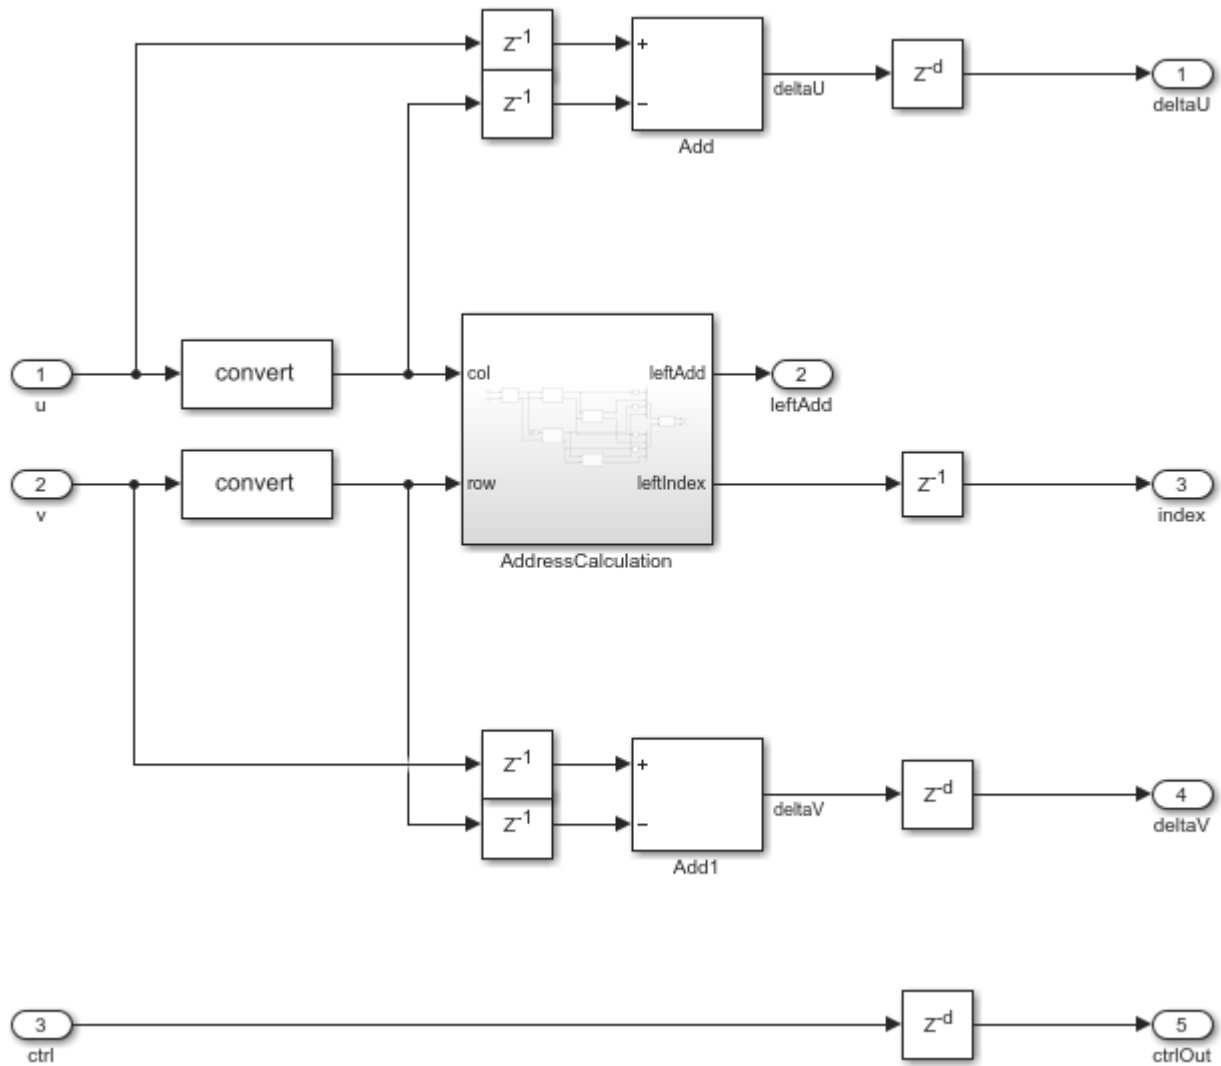 z-1
+
z-1
−
deltaU
Add
z-d
1
deltaU
1
u
convert
col
leftAdd
2
leftAdd
2
v
convert
row
leftIndex
AddressCalculation
z-1
3
index
z-1
+
z-1
−
deltaV
Add1
z-d
4
deltaV
3
ctrl
z-d
5
ctrlOut